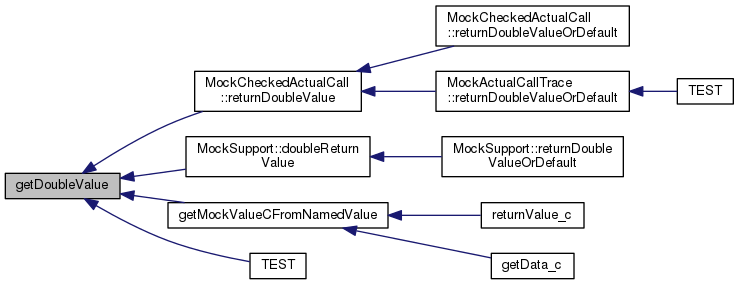 MockCheckedActualCall
::returnDoubleValueOrDefault
MockCheckedActualCall
::returnDoubleValue
MockActualCallTrace
::returnDoubleValueOrDefault
TEST
MockSupport::doubleReturn
Value
MockSupport::returnDouble
ValueOrDefault
getDoubleValue
getMockValueCFromNamedValue
returnValue_c
TEST
getData_c